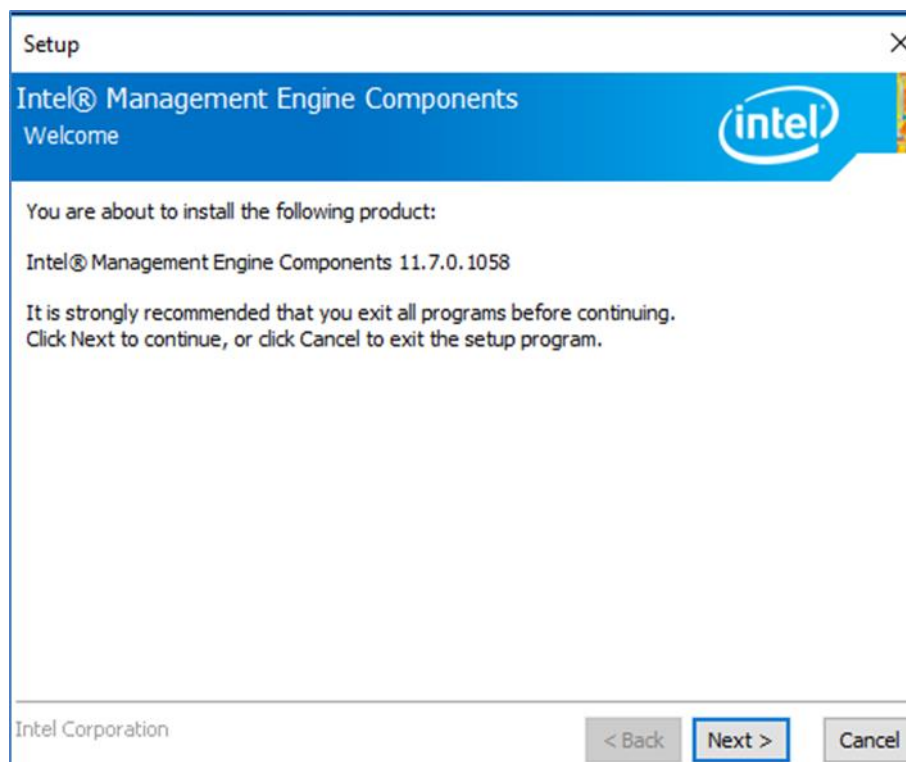 Setup
Intel® Management Engine Components
Welcome
intel
You are about to install the following product:
Intel® Management Engine Components 11.7.0.1058
It is strongly recommended that you exit all programs before continuing.
Click Next to continue, or click Cancel to exit the setup program.
Intel Corporation
< Back Next > Cancel